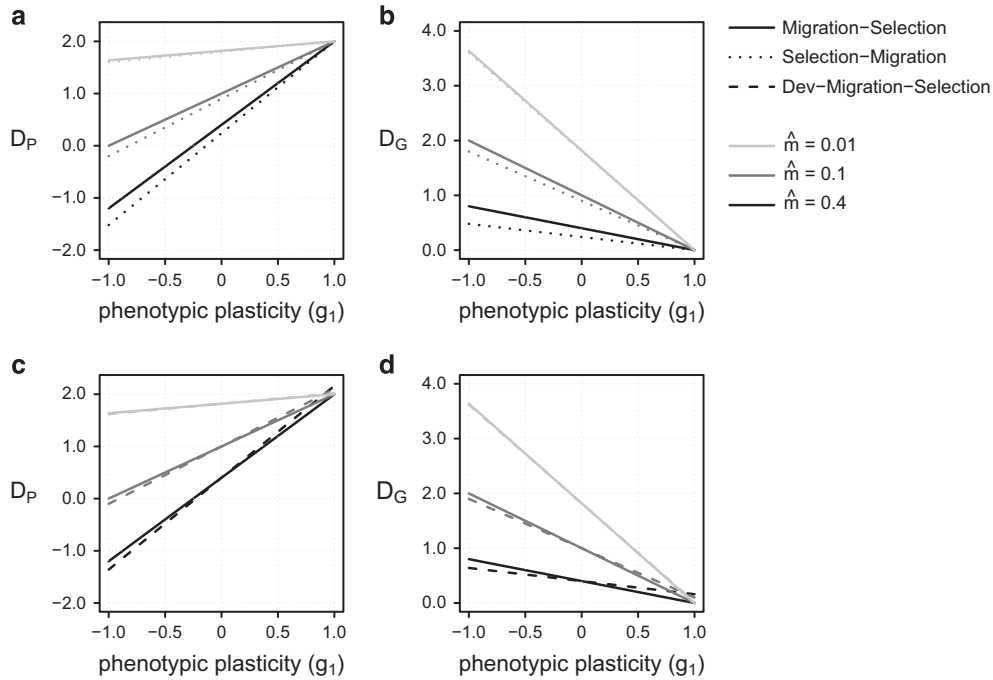 a
2.0
1.0
0.0
−1.0
−2.0
D_P
−1.0 −0.5 0 0.5 1.0
phenotypic plasticity (g₁)
b
4.0
3.0
2.0
1.0
0.0
D_G
−1.0 −0.5 0 0.5 1.0
phenotypic plasticity (g₁)
Migration−Selection
Selection−Migration
Dev−Migration−Selection
m̂ = 0.01
m̂ = 0.1
m̂ = 0.4
c
2.0
1.0
0.0
−1.0
−2.0
D_P
−1.0 −0.5 0 0.5 1.0
phenotypic plasticity (g₁)
d
4.0
3.0
2.0
1.0
0.0
D_G
−1.0 −0.5 0 0.5 1.0
phenotypic plasticity (g₁)